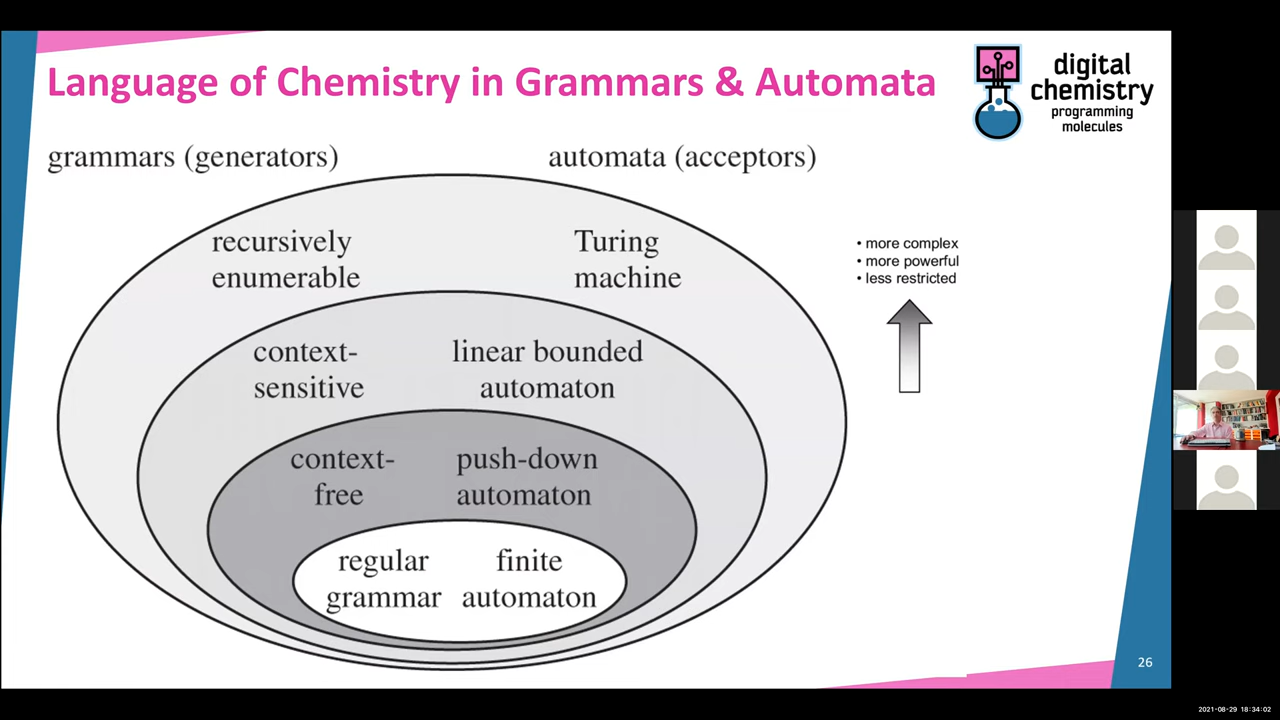 Language of Chemistry in Grammars & Automata
digital
chemistry
programming
molecules
grammars (generators)
automata (acceptors)
recursively
enumerable
Turing
machine
• more complex
• more powerful
• less restricted
context-
sensitive
linear bounded
automaton
context-
free
push-down
automaton
regular
grammar
finite
automaton
26
2021-08-29 18:34:02